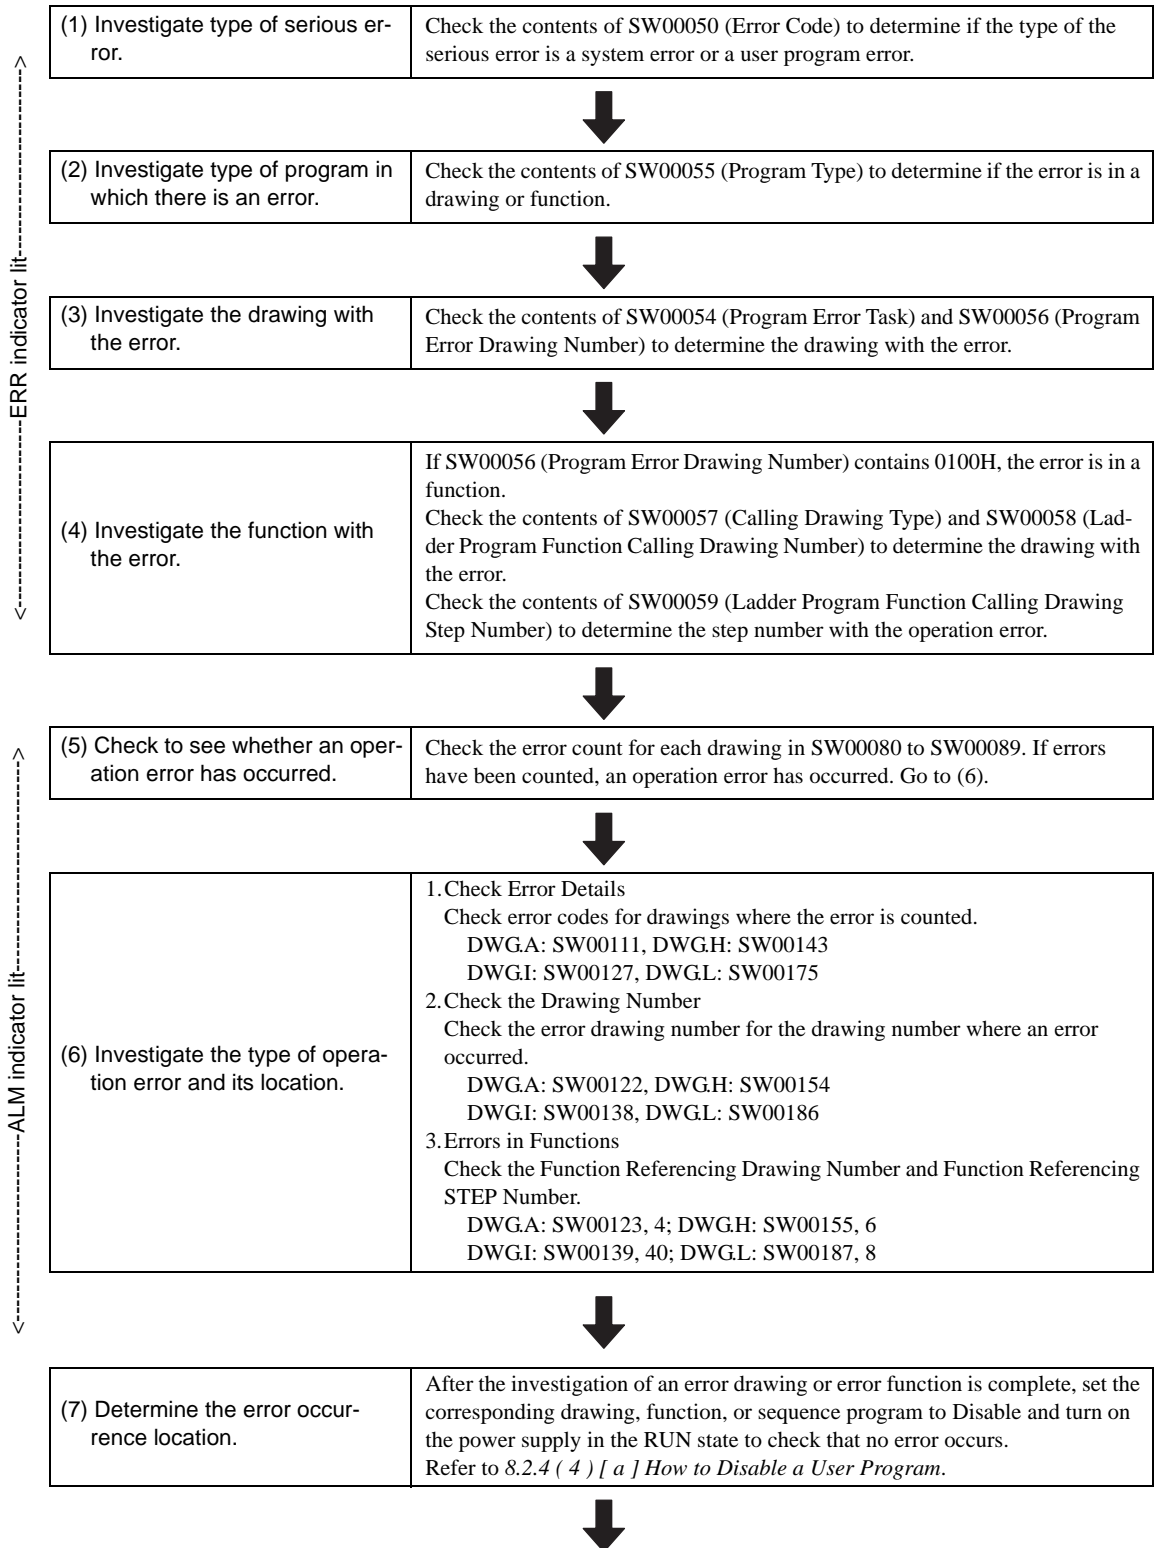 (1) Investigate type of serious er-
ror.
Check the contents of SW00050 (Error Code) to determine if the type of the
serious error is a system error or a user program error.
<-----------------------ERR indicator lit----------------------->
(2) Investigate type of program in
which there is an error.
Check the contents of SW00055 (Program Type) to determine if the error is in a
drawing or function.
(3) Investigate the drawing with
the error.
Check the contents of SW00054 (Program Error Task) and SW00056 (Program
Error Drawing Number) to determine the drawing with the error.
(4) Investigate the function with
the error.
If SW00056 (Program Error Drawing Number) contains 0100H, the error is in a
function.
Check the contents of SW00057 (Calling Drawing Type) and SW00058 (Lad-
der Program Function Calling Drawing Number) to determine the drawing with
the error.
Check the contents of SW00059 (Ladder Program Function Calling Drawing
Step Number) to determine the step number with the operation error.
<-----------------------ALM indicator lit----------------------->
(5) Check to see whether an oper-
ation error has occurred.
Check the error count for each drawing in SW00080 to SW00089. If errors
have been counted, an operation error has occurred. Go to (6).
(6) Investigate the type of opera-
tion error and its location.
1.Check Error Details
Check error codes for drawings where the error is counted.
DWG.A: SW00111, DWG.H: SW00143
DWG.I: SW00127, DWG.L: SW00175
2.Check the Drawing Number
Check the error drawing number for the drawing number where an error
occurred.
DWG.A: SW00122, DWG.H: SW00154
DWG.I: SW00138, DWG.L: SW00186
3.Errors in Functions
Check the Function Referencing Drawing Number and Function Referencing
STEP Number.
DWG.A: SW00123, 4; DWG.H: SW00155, 6
DWG.I: SW00139, 40; DWG.L: SW00187, 8
(7) Determine the error occur-
rence location.
After the investigation of an error drawing or error function is complete, set the
corresponding drawing, function, or sequence program to Disable and turn on
the power supply in the RUN state to check that no error occurs.
Refer to 8.2.4 ( 4 ) [ a ] How to Disable a User Program.